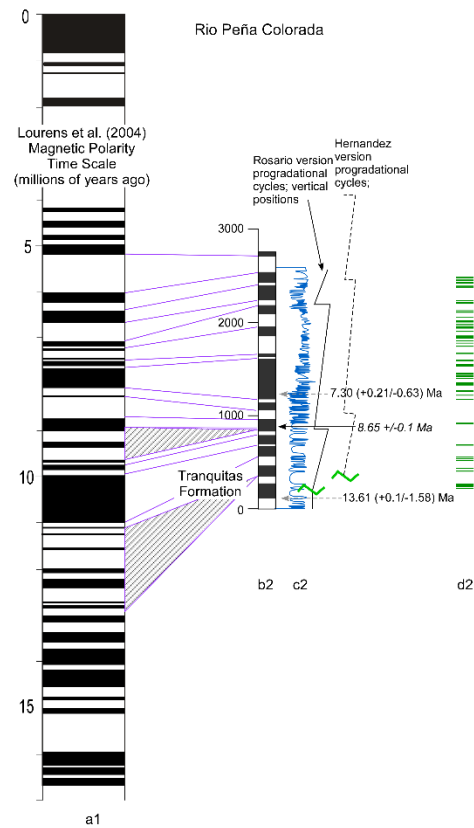 0
Rio Peña Colorada
Lourens et al. (2004)
Magnetic Polarity
Time Scale
(millions of years ago)
Rosario version
progradational
cycles; vertical
positions
Hernandez
version
progradational
cycles;
5
3000
2000
7.30 (+0.21/-0.63) Ma
1000
8.65 +/-0.1 Ma
10
Tranquitas
Formation
13.61 (+0.1/-1.58) Ma
0
b2
c2
d2
15
a1